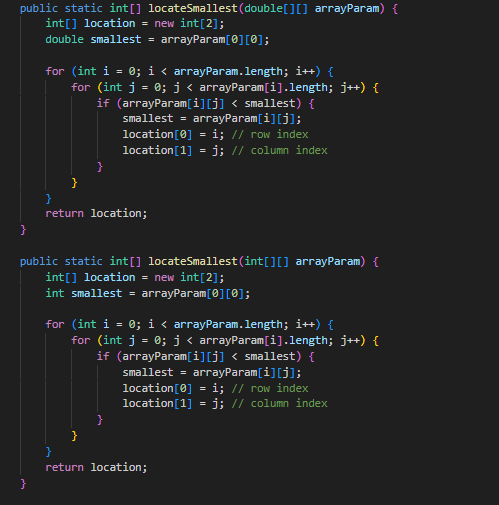 public static int[] locateSmallest(double[][] arrayParam) {
    int[] location = new int[2];
    double smallest = arrayParam[0][0];

    for (int i = 0; i < arrayParam.length; i++) {
        for (int j = 0; j < arrayParam[i].length; j++) {
            if (arrayParam[i][j] < smallest) {
                smallest = arrayParam[i][j];
                location[0] = i; // row index
                location[1] = j; // column index
            }
        }
    }
    return location;
}

public static int[] locateSmallest(int[][] arrayParam) {
    int[] location = new int[2];
    int smallest = arrayParam[0][0];

    for (int i = 0; i < arrayParam.length; i++) {
        for (int j = 0; j < arrayParam[i].length; j++) {
            if (arrayParam[i][j] < smallest) {
                smallest = arrayParam[i][j];
                location[0] = i; // row index
                location[1] = j; // column index
            }
        }
    }
    return location;
}